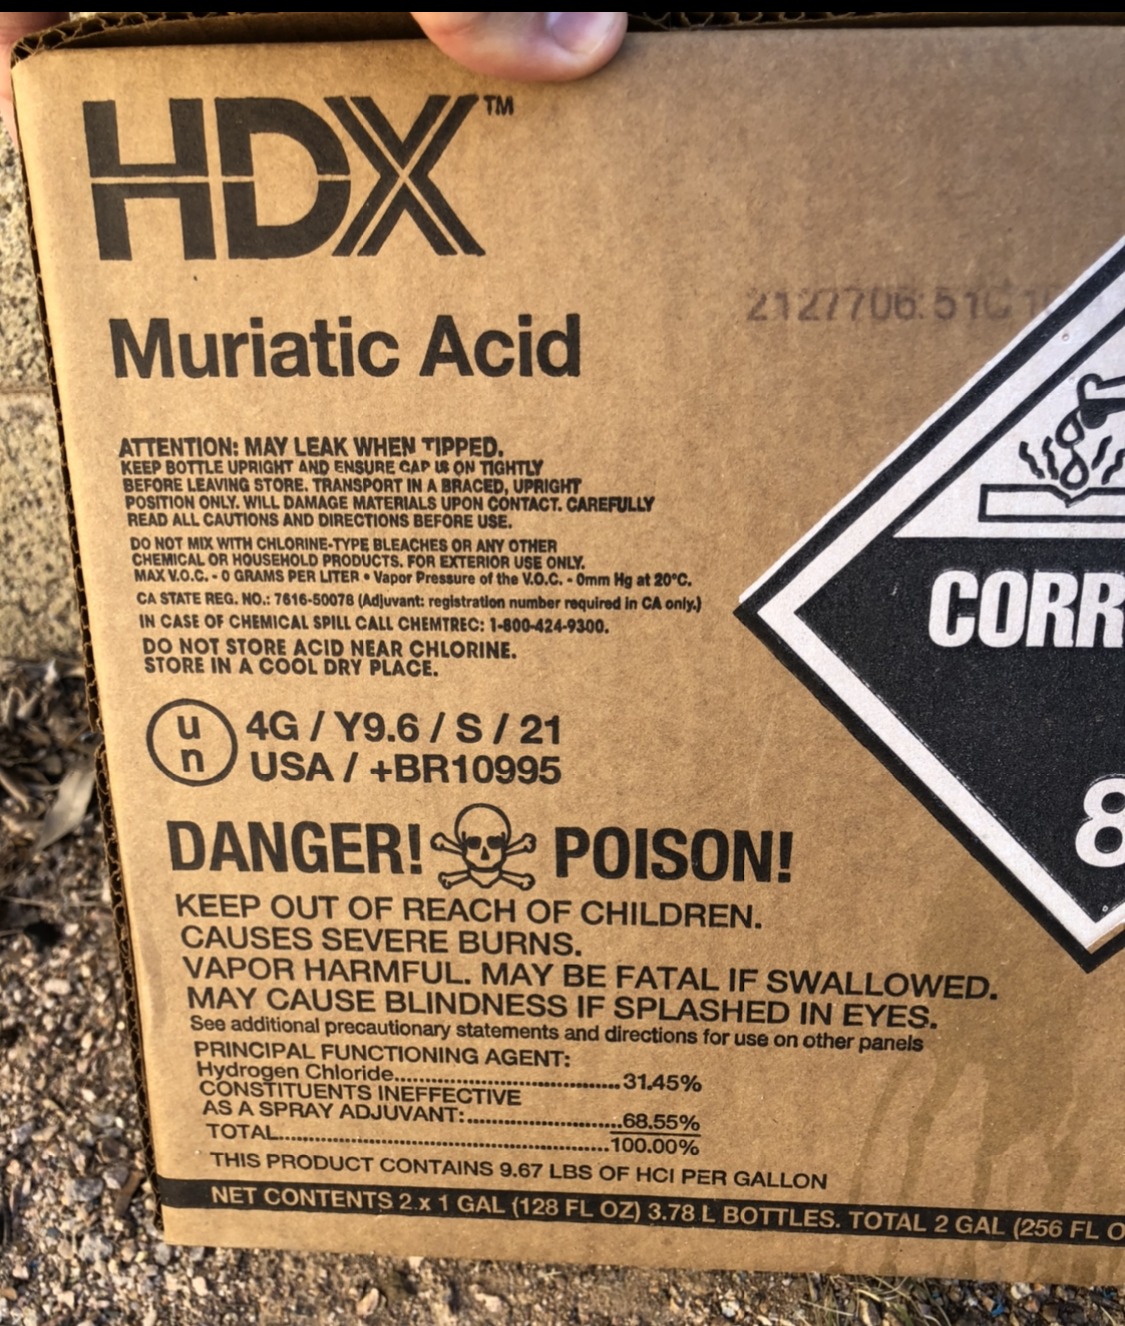 HDX™
Muriatic Acid
2127706:51C 1
ATTENTION: MAY LEAK WHEN TIPPED.
KEEP BOTTLE UPRIGHT AND ENSURE CAP IS ON TIGHTLY
BEFORE LEAVING STORE. TRANSPORT IN A BRACED, UPRIGHT
POSITION ONLY. WILL DAMAGE MATERIALS UPON CONTACT. CAREFULLY
READ ALL CAUTIONS AND DIRECTIONS BEFORE USE.
DO NOT MIX WITH CHLORINE-TYPE BLEACHES OR ANY OTHER
CHEMICAL OR HOUSEHOLD PRODUCTS. FOR EXTERIOR USE ONLY.
MAX V.O.C. - 0 GRAMS PER LITER • Vapor Pressure of the V.O.C. - 0mm Hg at 20°C.
CA STATE REG. NO.: 7616-50078 (Adjuvant: registration number required in CA only.)
IN CASE OF CHEMICAL SPILL CALL CHEMTREC: 1-800-424-9300.
DO NOT STORE ACID NEAR CHLORINE.
STORE IN A COOL DRY PLACE.
u
n
4G / Y9.6 / S / 21
USA / +BR10995
CORR
8
DANGER! POISON!
KEEP OUT OF REACH OF CHILDREN.
CAUSES SEVERE BURNS.
VAPOR HARMFUL. MAY BE FATAL IF SWALLOWED.
MAY CAUSE BLINDNESS IF SPLASHED IN EYES.
See additional precautionary statements and directions for use on other panels
PRINCIPAL FUNCTIONING AGENT:
Hydrogen Chloride..............................31.45%
CONSTITUENTS INEFFECTIVE
AS A SPRAY ADJUVANT:....................68.55%
TOTAL...........................................100.00%
THIS PRODUCT CONTAINS 9.67 LBS OF HCl PER GALLON
NET CONTENTS 2 x 1 GAL (128 FL OZ) 3.78 L BOTTLES. TOTAL 2 GAL (256 FL O